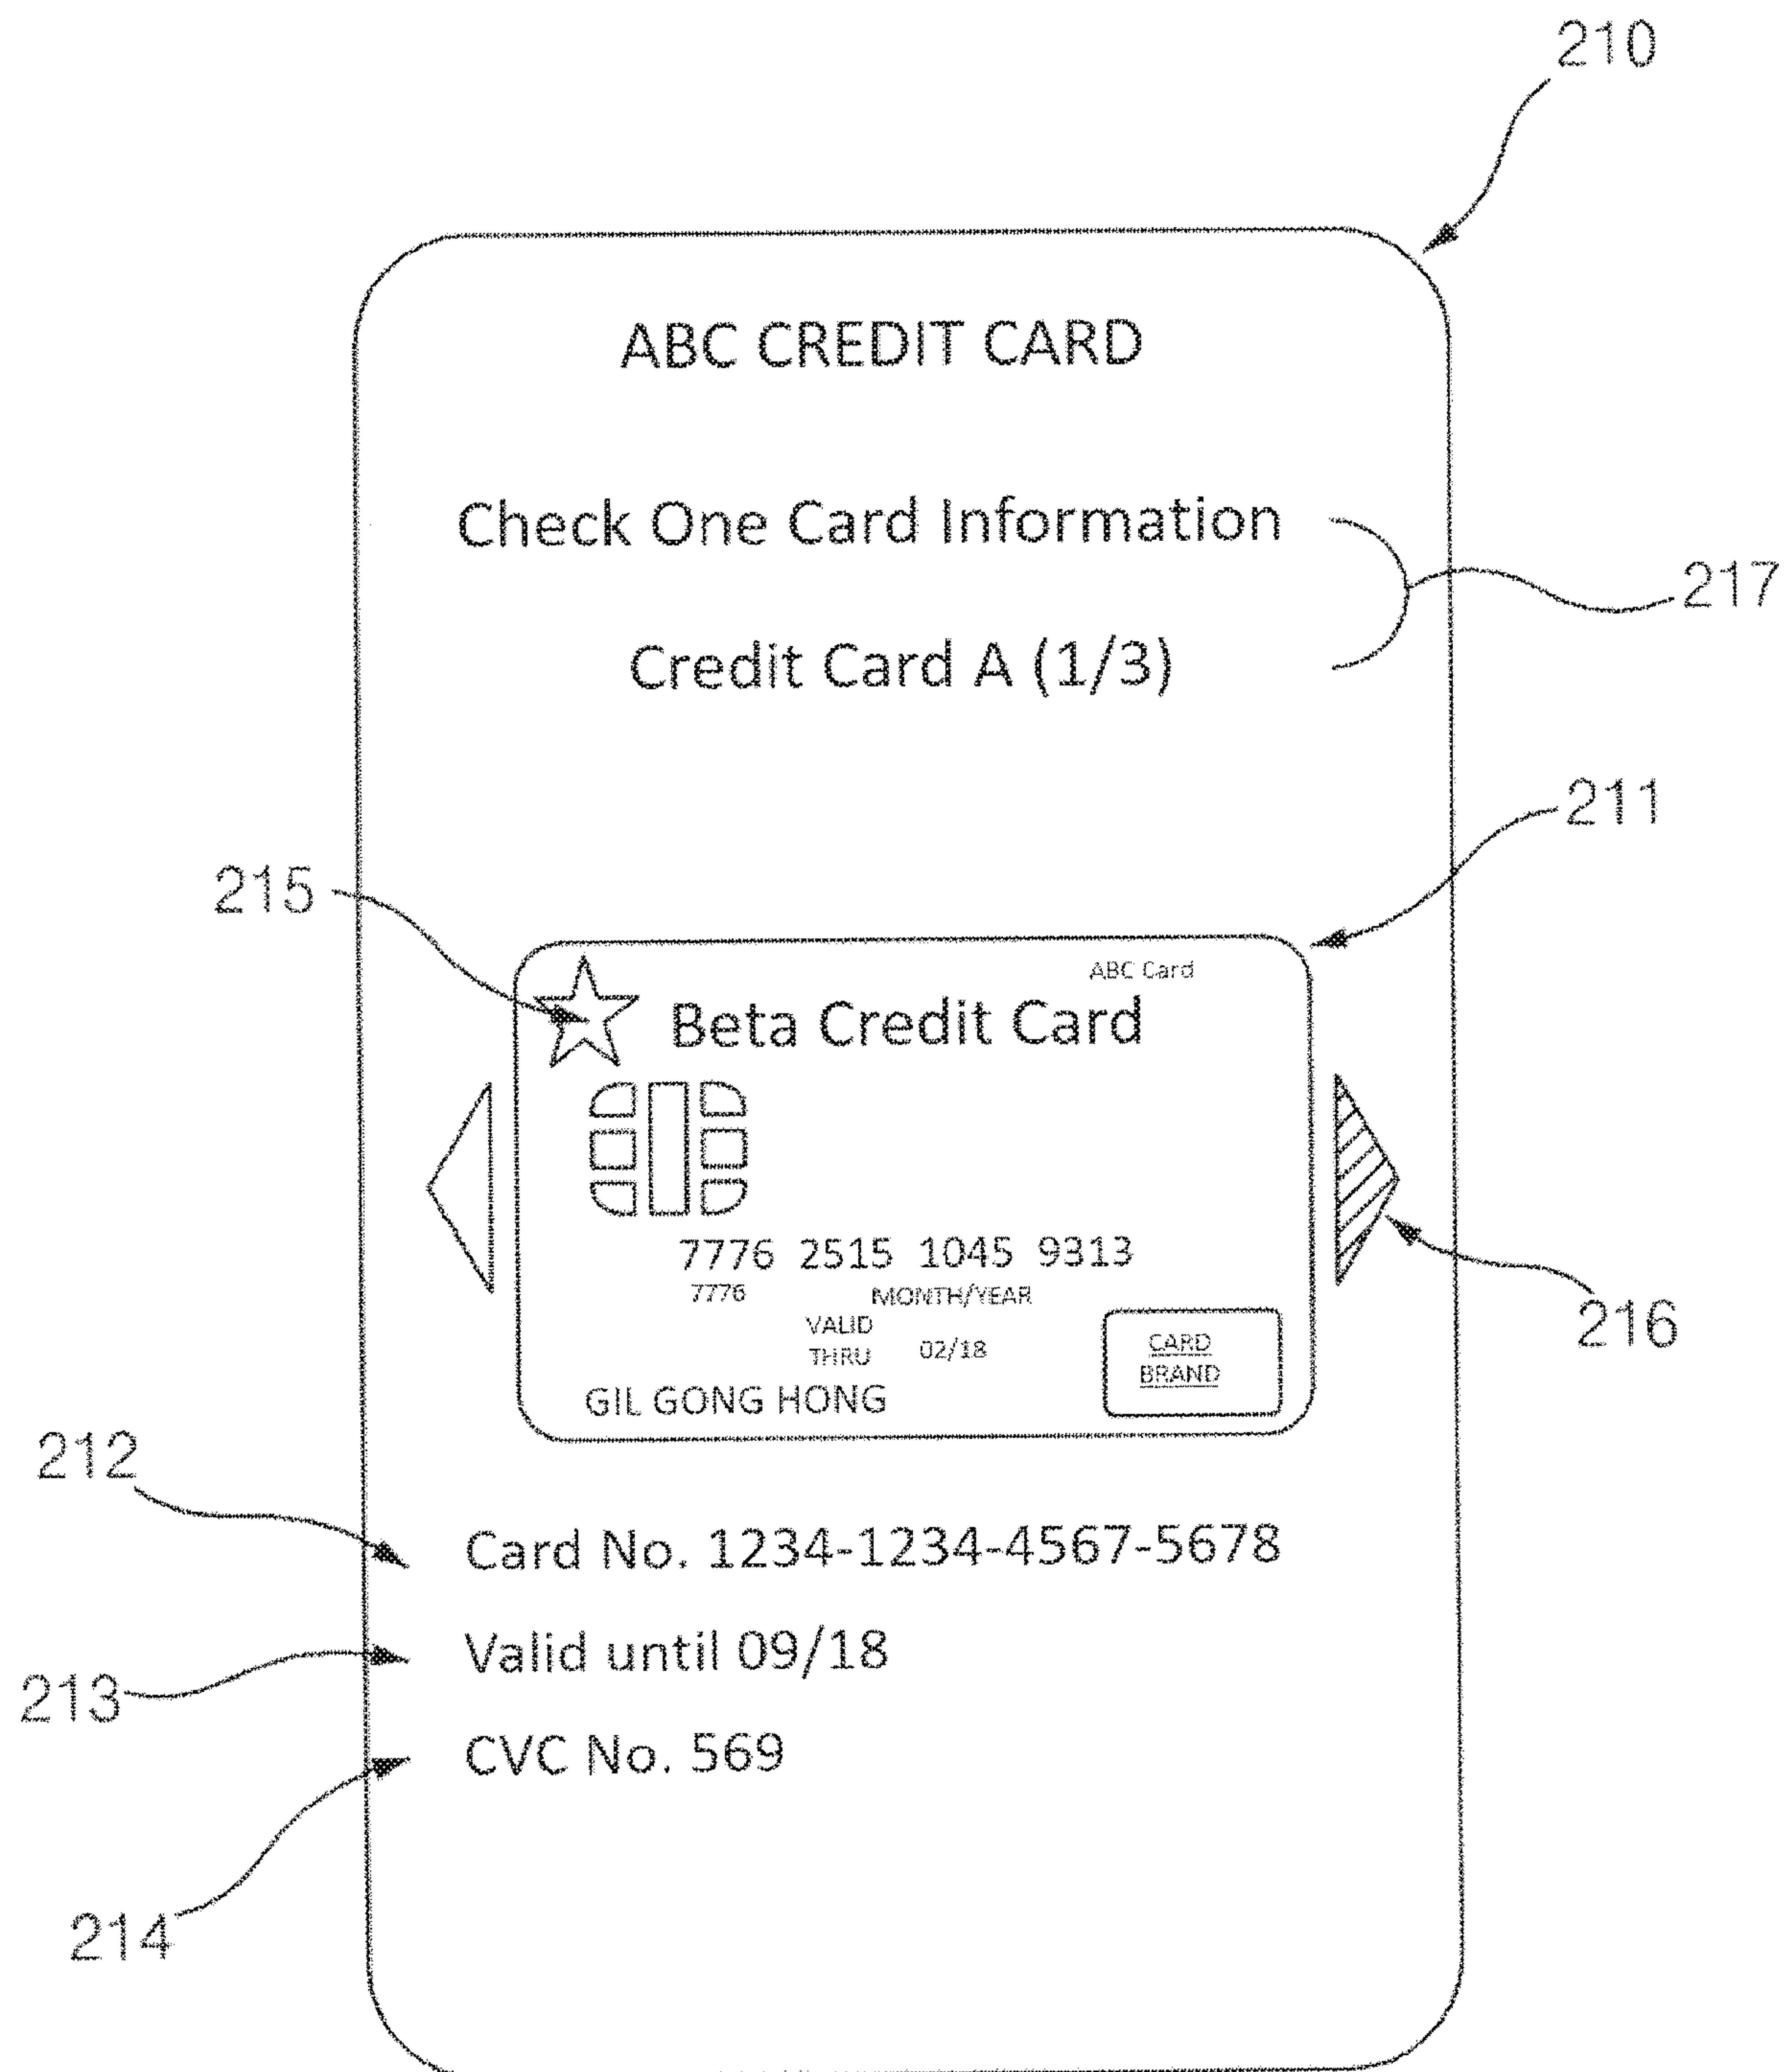 210
ABC CREDIT CARD
Check One Card Information
217
Credit Card A (1/3)
211
215
ABC Card
Beta Credit Card
7776 2515 1045 9313
7776 MONTH/YEAR
216
VALID
THRU 02/18
CARD
BRAND
GIL GONG HONG
212
Card No. 1234-1234-4567-5678
Valid until 09/18
213
CVC No. 569
214